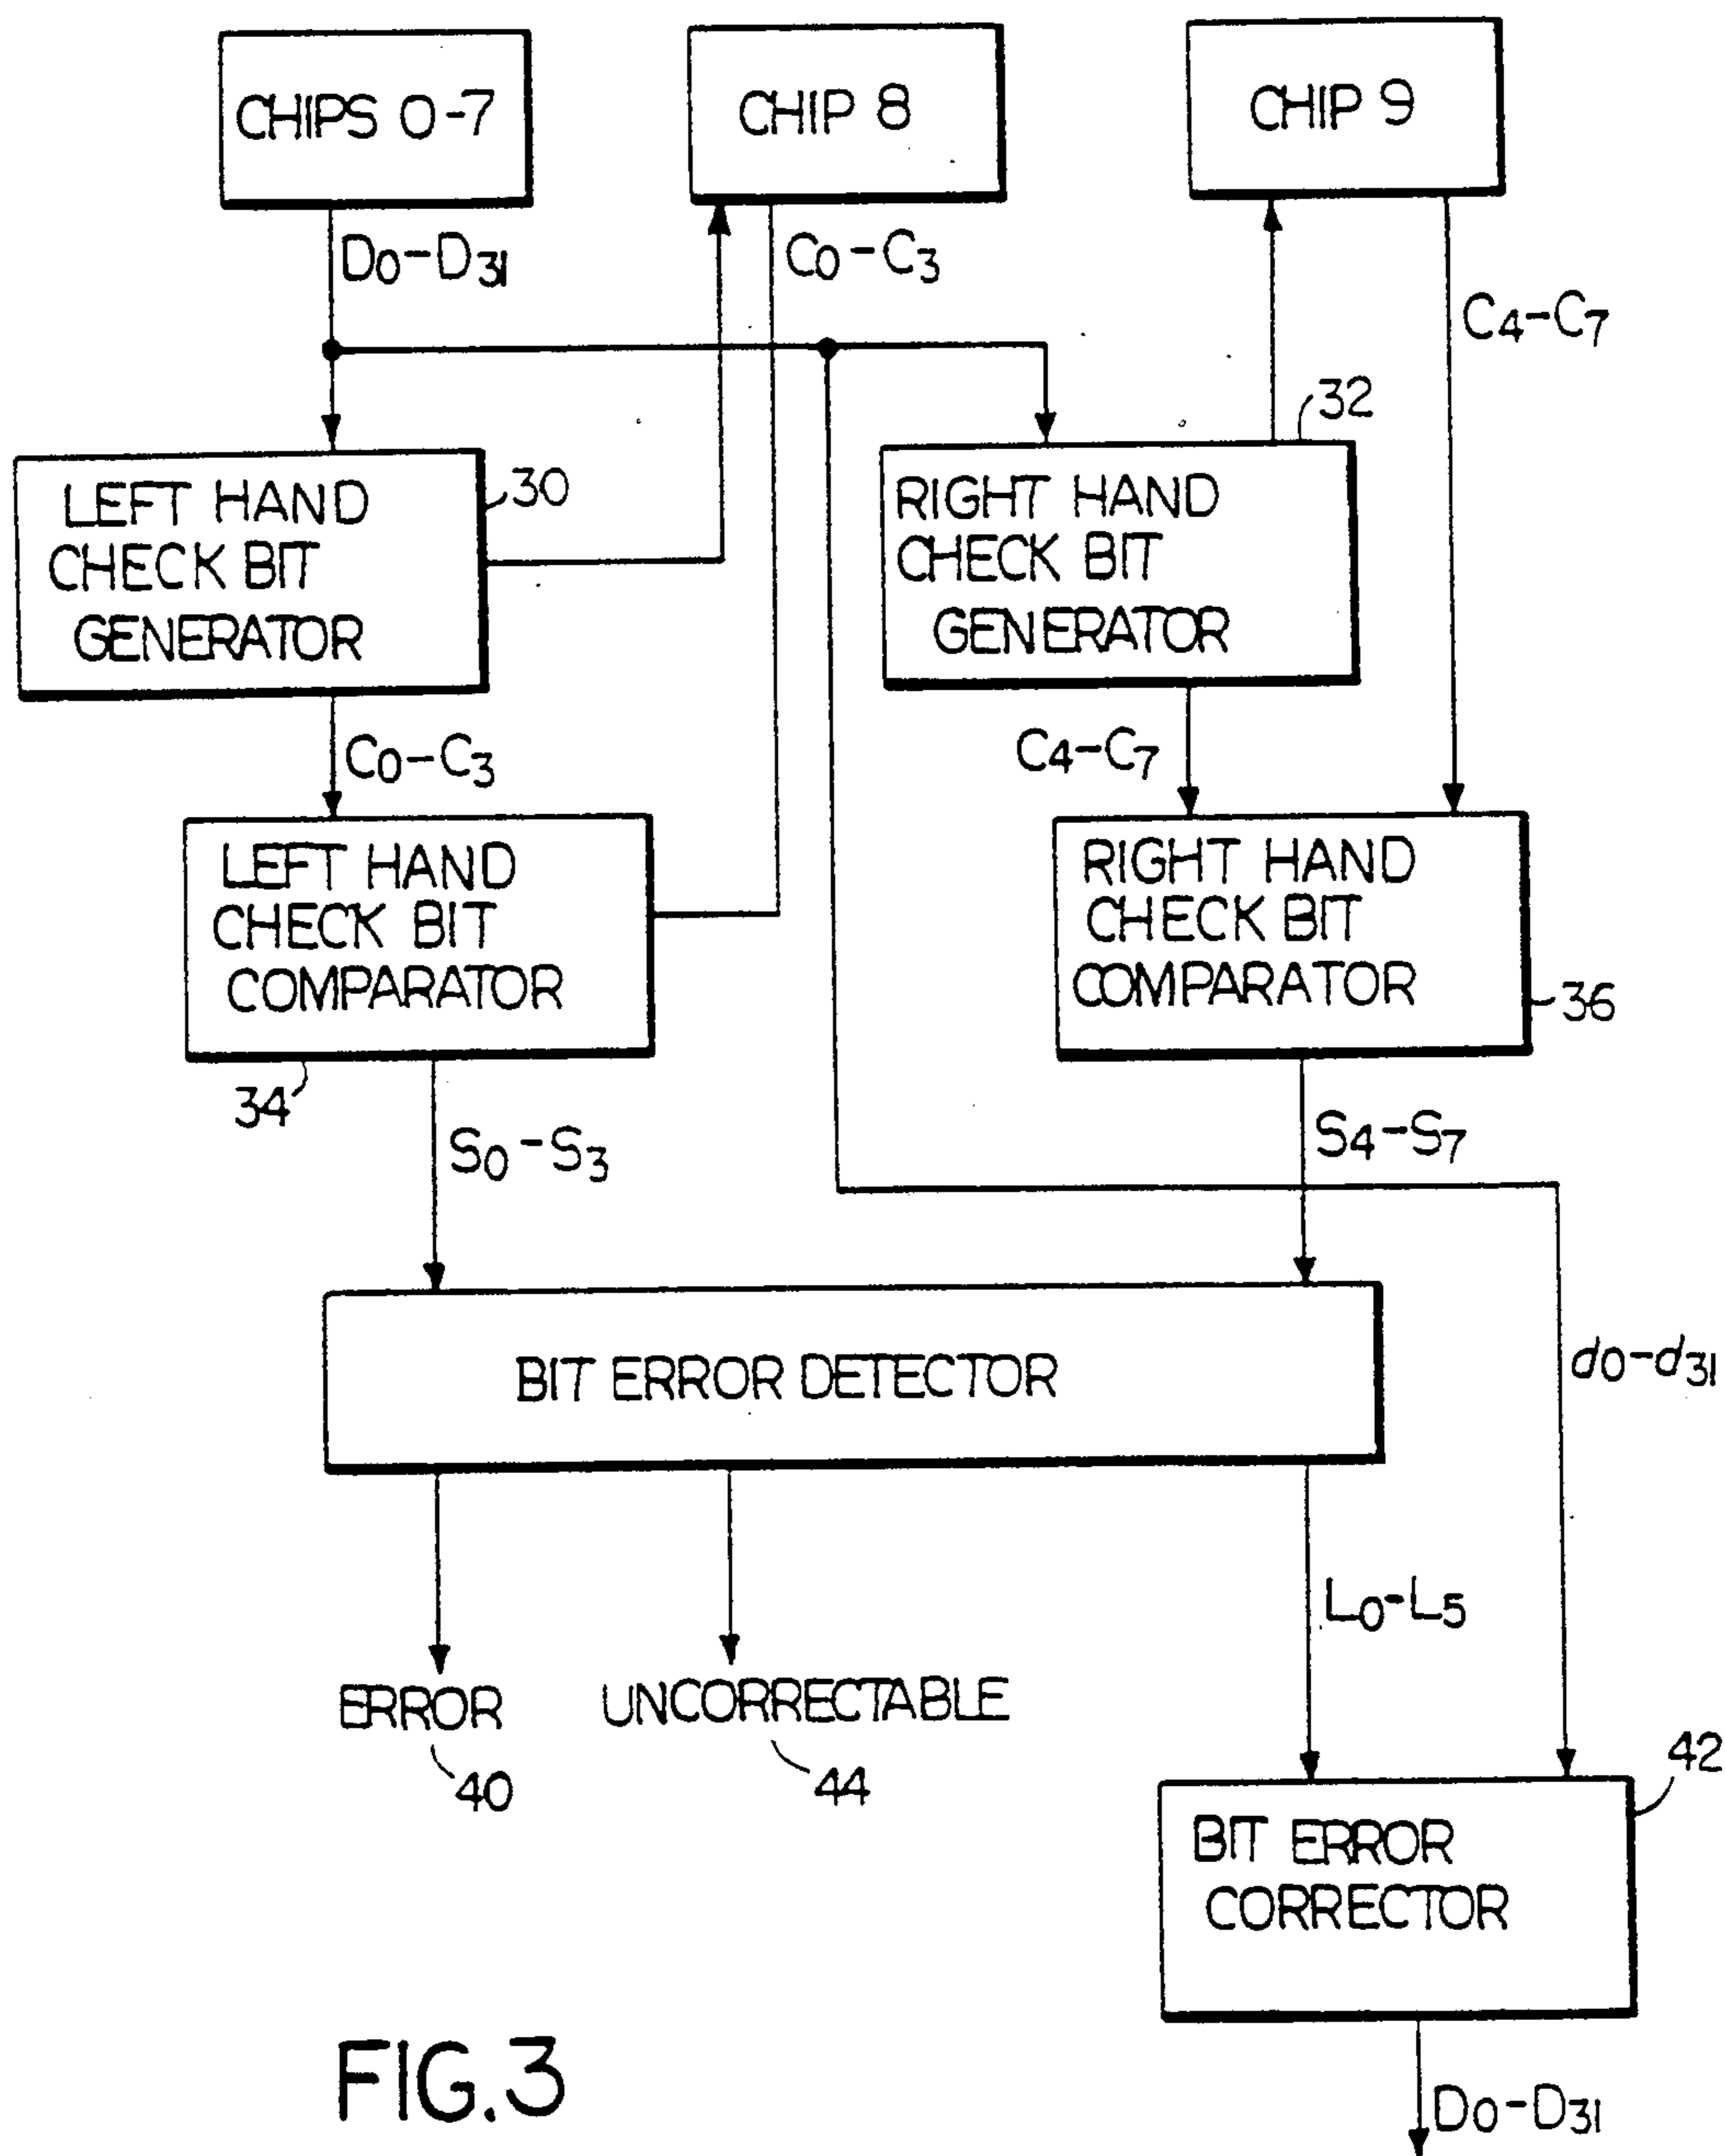 CHIPS 0-7
CHIP 8
CHIP 9
D0-D31
C0-C3
C4-C7
32
LEFT HAND
CHECK BIT
GENERATOR
30
RIGHT HAND
CHECK BIT
GENERATOR
C0-C3
C4-C7
LEFT HAND
CHECK BIT
COMPARATOR
34
RIGHT HAND
CHECK BIT
COMPARATOR
36
S0-S3
S4-S7
BIT ERROR DETECTOR
d0-d31
L0-L5
ERROR
40
UNCORRECTABLE
44
42
BIT ERROR
CORRECTOR
FIG.3
D0-D31